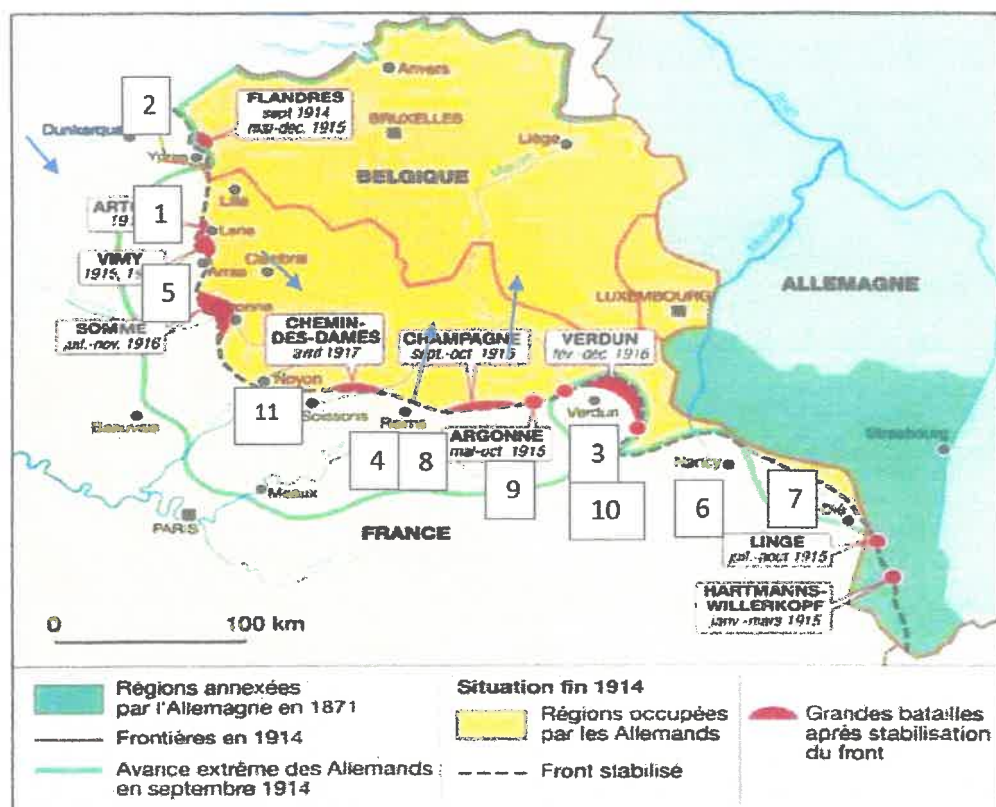 Anvers
2
FLANDRES
sept 1914
mai-déc. 1915
Dunkerque
BRUXELLES
Liège
BELGIQUE
Lille
1
Lens
VIMY
Arras
Cambrai
ALLEMAGNE
5
LUXEMBOURG
SOMME
juil.-nov. 1916
CHEMIN-
DES-DAMES
avril 1917
CHAMPAGNE
sept.-oct 1915
VERDUN
fév-déc 1916
Noyon
11
Soissons
Reims
Verdun
Beauvais
Strasbourg
4
8
ARGONNE
mai-oct 1915
3
Nancy
9
10
6
7
Dié
Meaux
PARIS
FRANCE
LINGE
juil.-aout 1915
HARTMANNS-
WILLERKOPF
janv-mars 1915
0
100 km
Régions annexées
par l'Allemagne en 1871
Frontières en 1914
Avance extrême des Allemands
en septembre 1914
Situation fin 1914
Régions occupées
par les Allemands
Front stabilisé
Grandes batailles
après stabilisation
du front